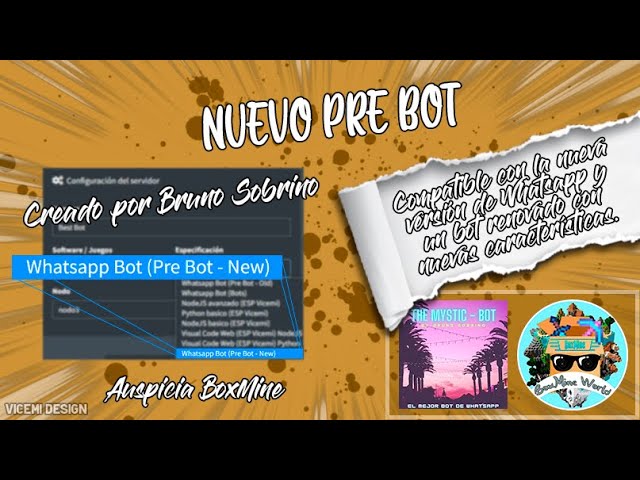 NUEVO PRE BOT
Configuración del servidor
Creado por Bruno Sobrino
Best Bot
Software / Juegos
Especificación
Whatsapp Bot (Pre Bot - New)
Whatsapp Bot (Pre Bot - Old)
Whatsapp Bot (Bots)
Nodo
NodeJS avanzado (ESP Vicemi)
Python basico (ESP Vicemi)
nodo3
NodeJS basico (ESP Vicemi)
Visual Code Web (ESP Vicemi) NodeJS
Visual Code Web (ESP Vicemi) Python
Whatsapp Bot (Pre Bot - New)
Auspicia BoxMine
VICEMI DESIGN
Compatible con la nueva
versión de Whatsapp y
un bot renovado con
nuevas características.
THE MYSTIC - BOT
EL MEJOR BOT DE WHATSAPP
BoxMine World